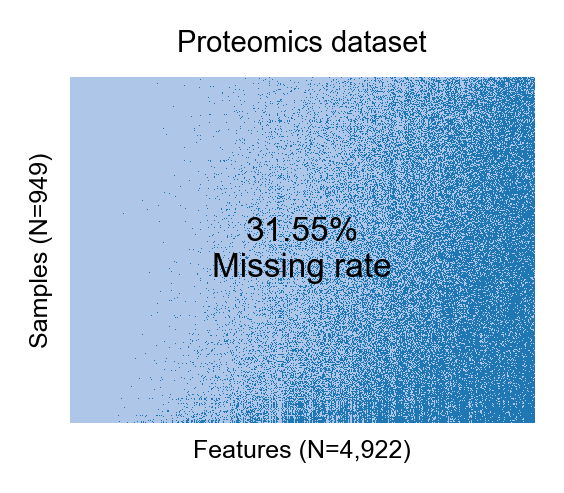 Proteomics dataset
Samples (N=949)
31.55%
Missing rate
Features (N=4,922)